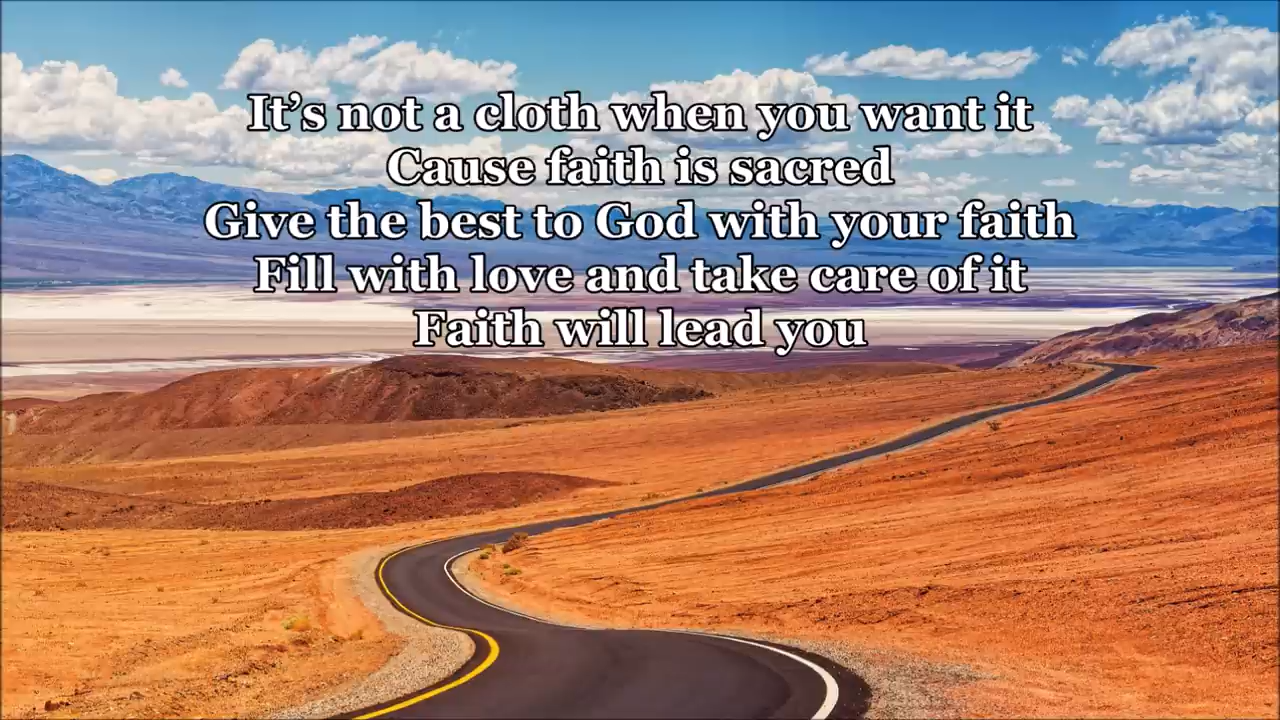 It’s not a cloth when you want it
Cause faith is sacred
Give the best to God with your faith
Fill with love and take care of it
Faith will lead you